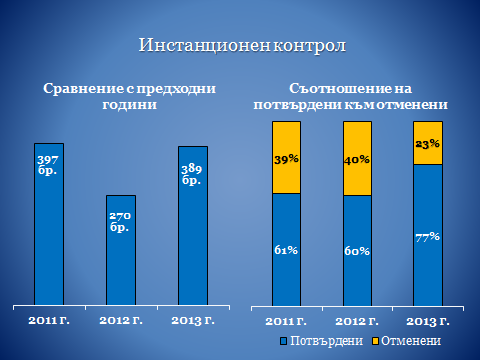 Инстанционен контрол
Сравнение с предходни
години
397
бр.
270
бр.
389
бр.
2011 г.
2012 г.
2013 г.
Съотношение на
потвърдени към отменени
39%
40%
23%
61%
60%
77%
2011 г.
2012 г.
2013 г.
Потвърдени
Отменени